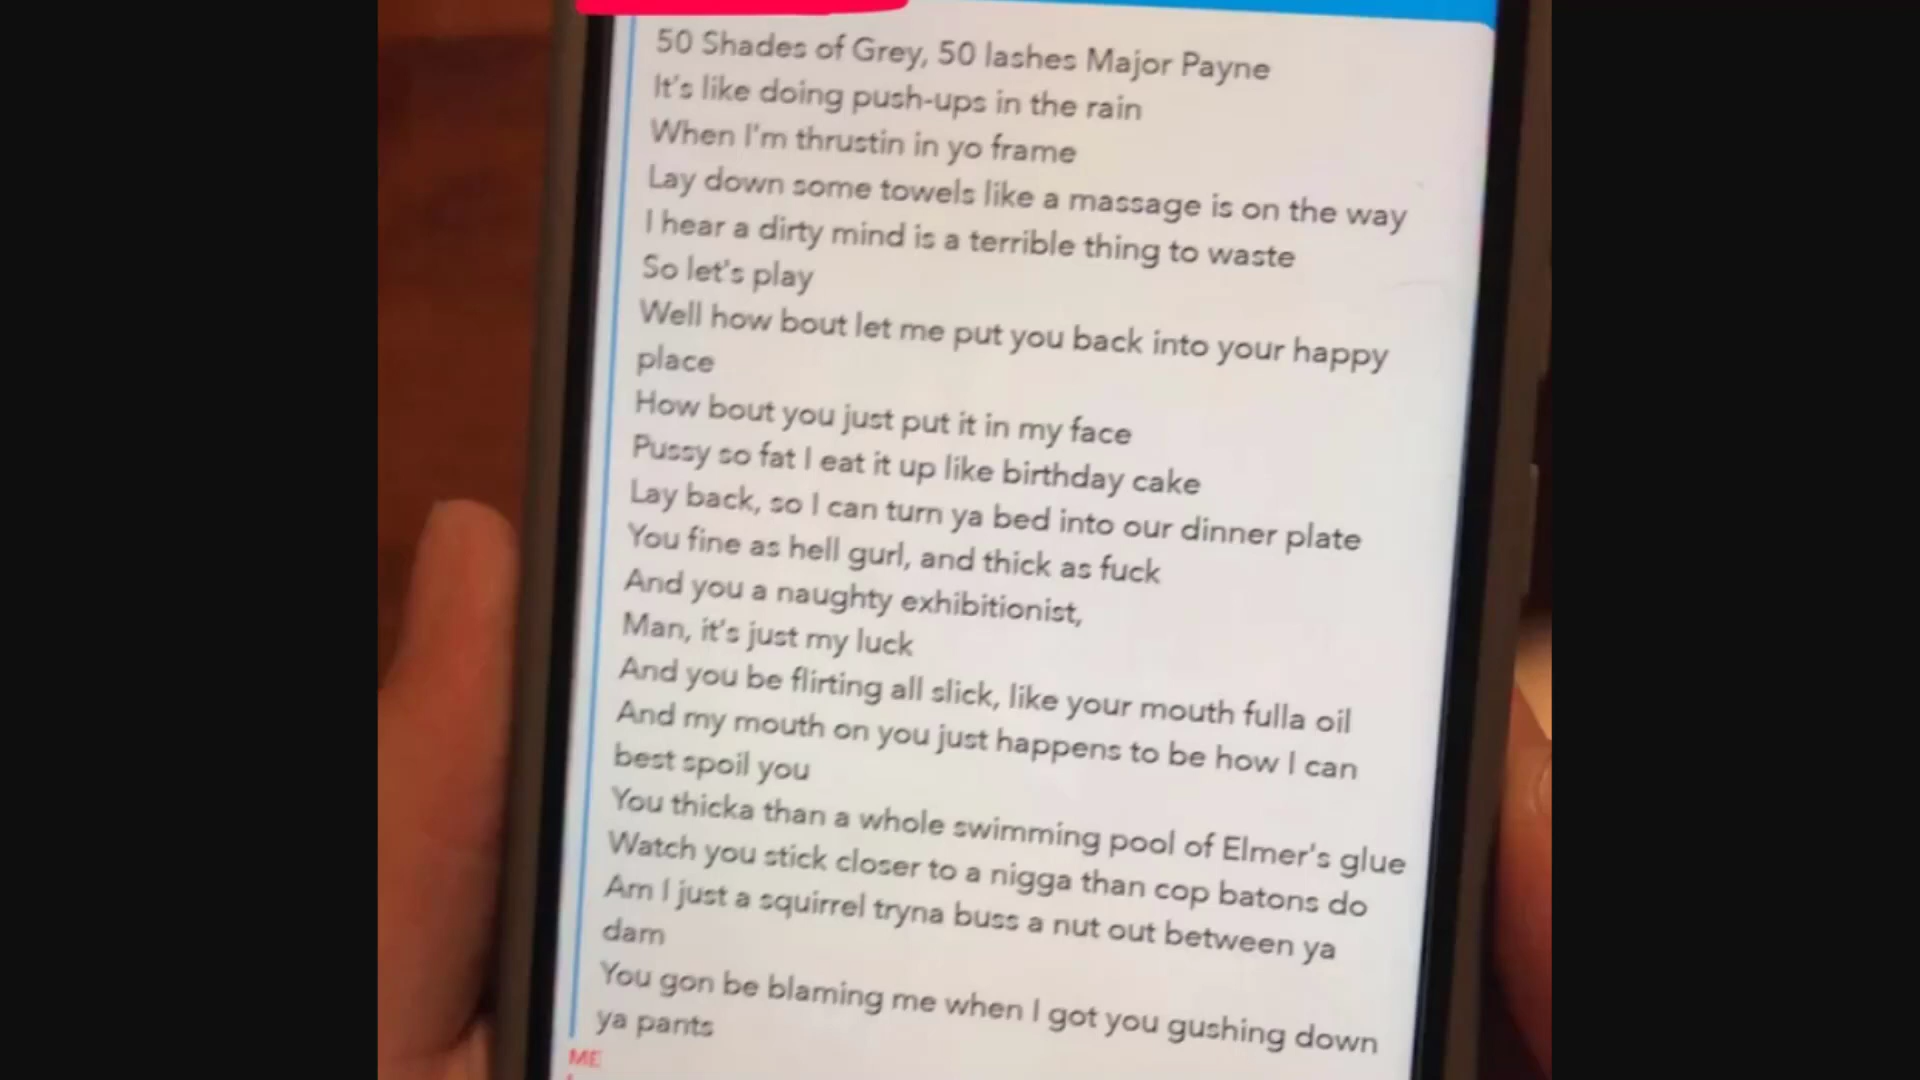 50 Shades of Grey, 50 lashes Major Payne
It's like doing push-ups in the rain
When I'm thrustin in yo frame
Lay down some towels like a massage is on the way
I hear a dirty mind is a terrible thing to waste
So let's play
Well how bout let me put you back into your happy
place
How bout you just put it in my face
Pussy so fat I eat it up like birthday cake
Lay back, so I can turn ya bed into our dinner plate
You fine as hell gurl, and thick as fuck
And you a naughty exhibitionist,
Man, it's just my luck
And you be flirting all slick, like your mouth fulla oil
And my mouth on you just happens to be how I can
best spoil you
You thicka than a whole swimming pool of Elmer's glue
Watch you stick closer to a nigga than cop batons do
Am I just a squirrel tryna buss a nut out between ya
dam
You gon be blaming me when I got you gushing down
ya pants
ME